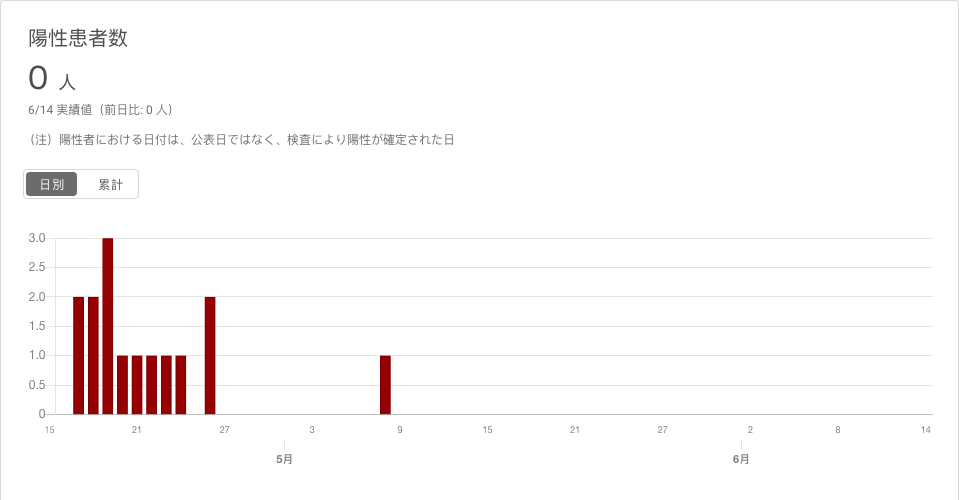 陽性患者数
0 人
6/14 実績値（前日比: 0 人）
（注）陽性者における日付は、公表日ではなく、検査により陽性が確定された日
日別 累計
3.0
2.5
2.0
1.5
1.0
0.5
0
15 21 27 3 9 15 21 27 2 8 14
5月 6月